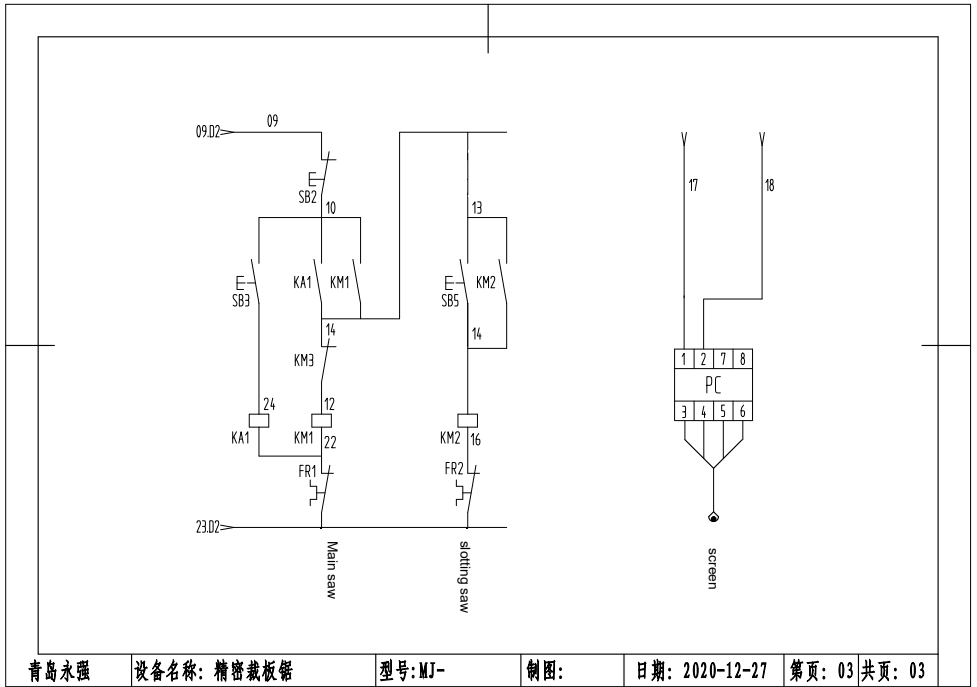 09.D2
09
SB2
10
SB3
KA1
KM1
14
KM3
24
12
KA1
KM1
22
FR1
23.D2
Main saw
13
SB5
KM2
14
KM2
16
FR2
slotting saw
17
18
1 2 7 8
PC
3 4 5 6
screen
青岛永强
设备名称: 精密裁板锯
型号:MJ-
制图:
日期: 2020-12-27
第页: 03
共页: 03